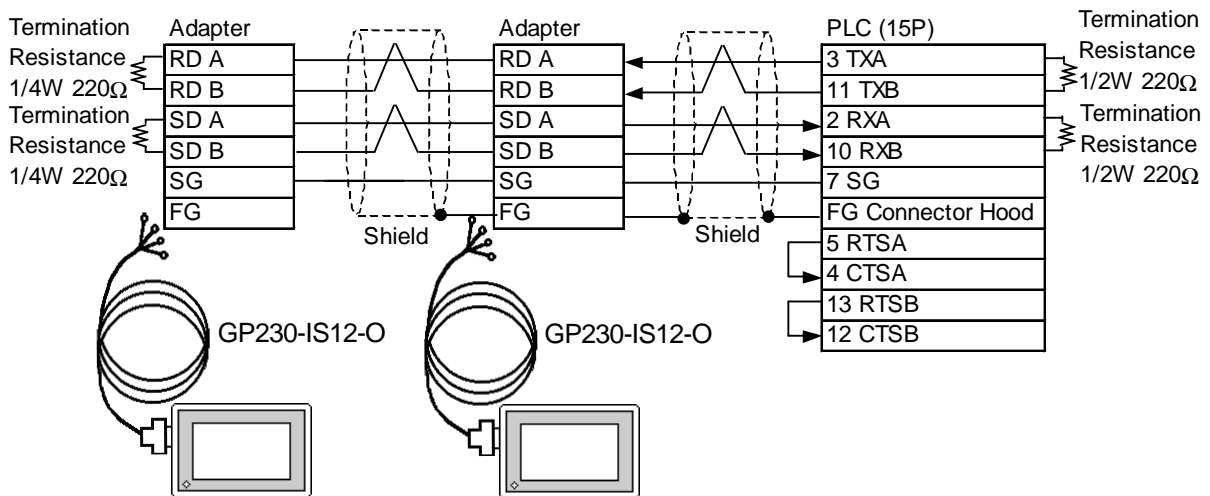 Termination
Resistance
1/4W 220Ω
Termination
Resistance
1/4W 220Ω
Adapter
RD A
RD B
SD A
SD B
SG
FG
Shield
Adapter
RD A
RD B
SD A
SD B
SG
FG
Shield
PLC (15P)
3 TXA
11 TXB
2 RXA
10 RXB
7 SG
FG Connector Hood
5 RTSA
4 CTSA
13 RTSB
12 CTSB
Termination
Resistance
1/2W 220Ω
Termination
Resistance
1/2W 220Ω
GP230-IS12-O
GP230-IS12-O